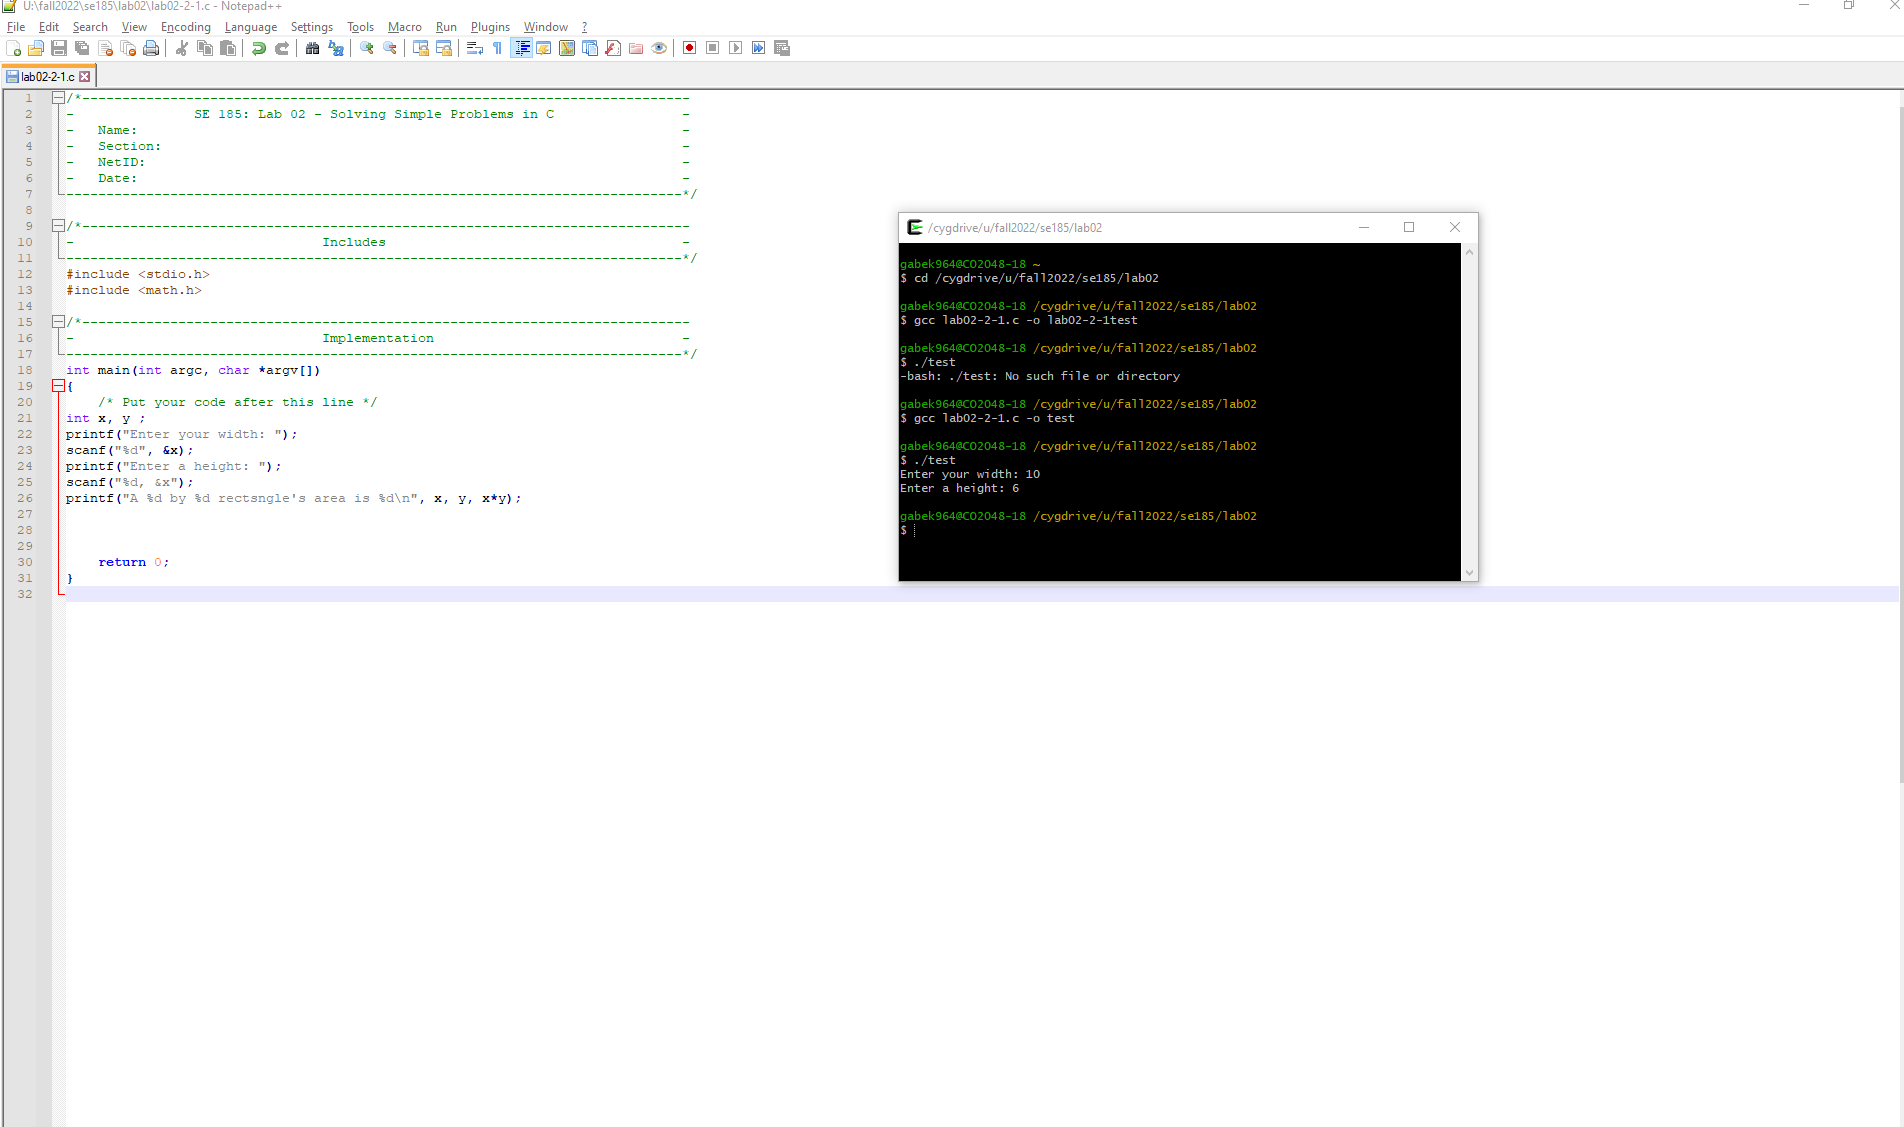 U:\fall2022\se185\lab02\lab02-2-1.c - Notepad++
File Edit Search View Encoding Language Settings Tools Macro Run Plugins Window ?
lab02-2-1.c
1 /*----------------------------------------------------------------------------
2 - SE 185: Lab 02 - Solving Simple Problems in C -
3 - Name: -
4 - Section: -
5 - NetID: -
6 - Date: -
7 -----------------------------------------------------------------------------*/
8
9 /*----------------------------------------------------------------------------
10 - Includes -
11 -----------------------------------------------------------------------------*/
12 #include <stdio.h>
13 #include <math.h>
14
15 /*----------------------------------------------------------------------------
16 - Implementation -
17 -----------------------------------------------------------------------------*/
18 int main(int argc, char *argv[])
19 {
20 /* Put your code after this line */
21 int x, y ;
22 printf("Enter your width: ");
23 scanf("%d", &x);
24 printf("Enter a height: ");
25 scanf("%d, &x");
26 printf("A %d by %d rectsngle's area is %d\n", x, y, x*y);
27
28
29
30 return 0;
31 }
32
/cygdrive/u/fall2022/se185/lab02
gabek964@CO2048-18 ~
$ cd /cygdrive/u/fall2022/se185/lab02
gabek964@CO2048-18 /cygdrive/u/fall2022/se185/lab02
$ gcc lab02-2-1.c -o lab02-2-1test
gabek964@CO2048-18 /cygdrive/u/fall2022/se185/lab02
$ ./test
-bash: ./test: No such file or directory
gabek964@CO2048-18 /cygdrive/u/fall2022/se185/lab02
$ gcc lab02-2-1.c -o test
gabek964@CO2048-18 /cygdrive/u/fall2022/se185/lab02
$ ./test
Enter your width: 10
Enter a height: 6
gabek964@CO2048-18 /cygdrive/u/fall2022/se185/lab02
$